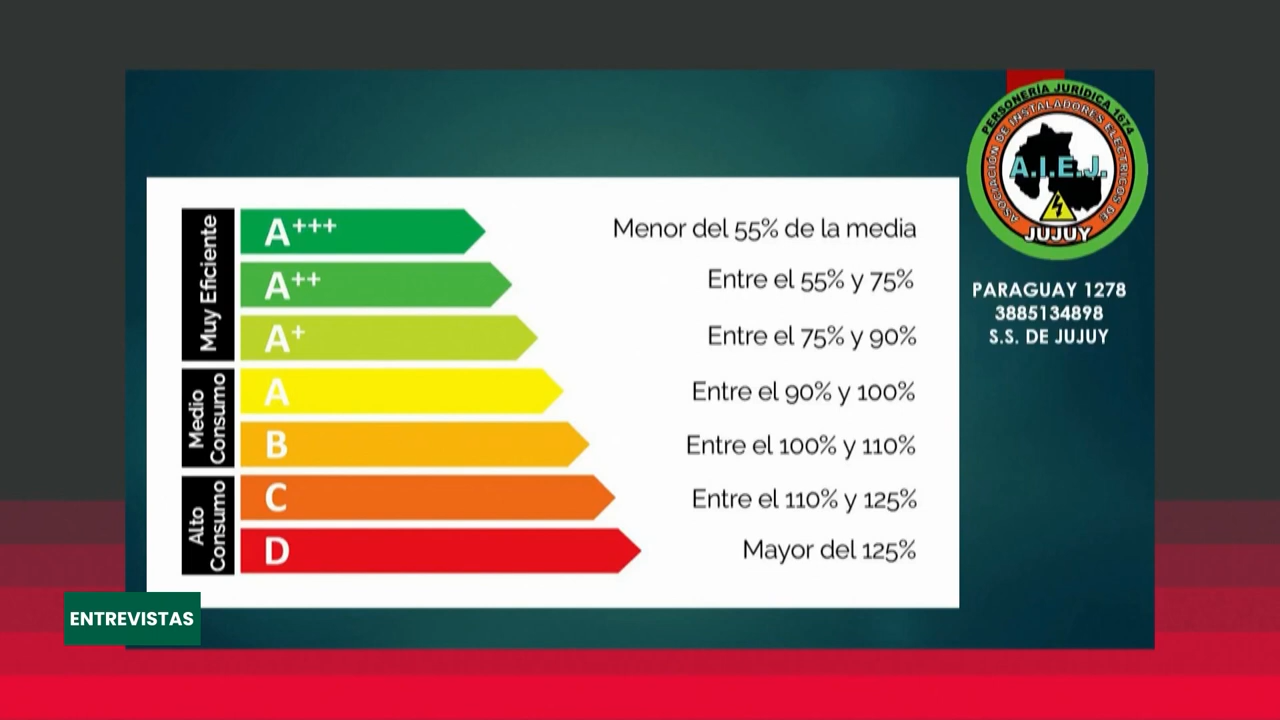 Muy Eficiente
A+++
Menor del 55% de la media
A++
Entre el 55% y 75%
A+
Entre el 75% y 90%
Medio
Consumo
A
Entre el 90% y 100%
B
Entre el 100% y 110%
Alto
Consumo
C
Entre el 110% y 125%
D
Mayor del 125%
PERSONERÍA JURÍDICA 1674
ASOCIACIÓN DE INSTALADORES ELECTRICOS DE
A.I.E.J.
JUJUY
PARAGUAY 1278
3885134898
S.S. DE JUJUY
ENTREVISTAS